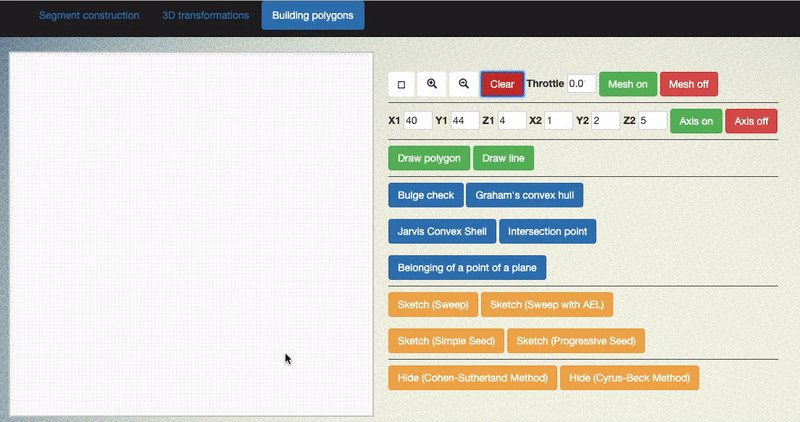 Segment construction 3D transformations Building polygons
Clear Throttle 0.0 Mesh on Mesh off
X1 40 Y1 44 Z1 4 X2 1 Y2 2 Z2 5 Axis on Axis off
Draw polygon Draw line
Bulge check Graham's convex hull
Jarvis Convex Shell Intersection point
Belonging of a point of a plane
Sketch (Sweep) Sketch (Sweep with AEL)
Sketch (Simple Seed) Sketch (Progressive Seed)
Hide (Cohen-Sutherland Method) Hide (Cyrus-Beck Method)